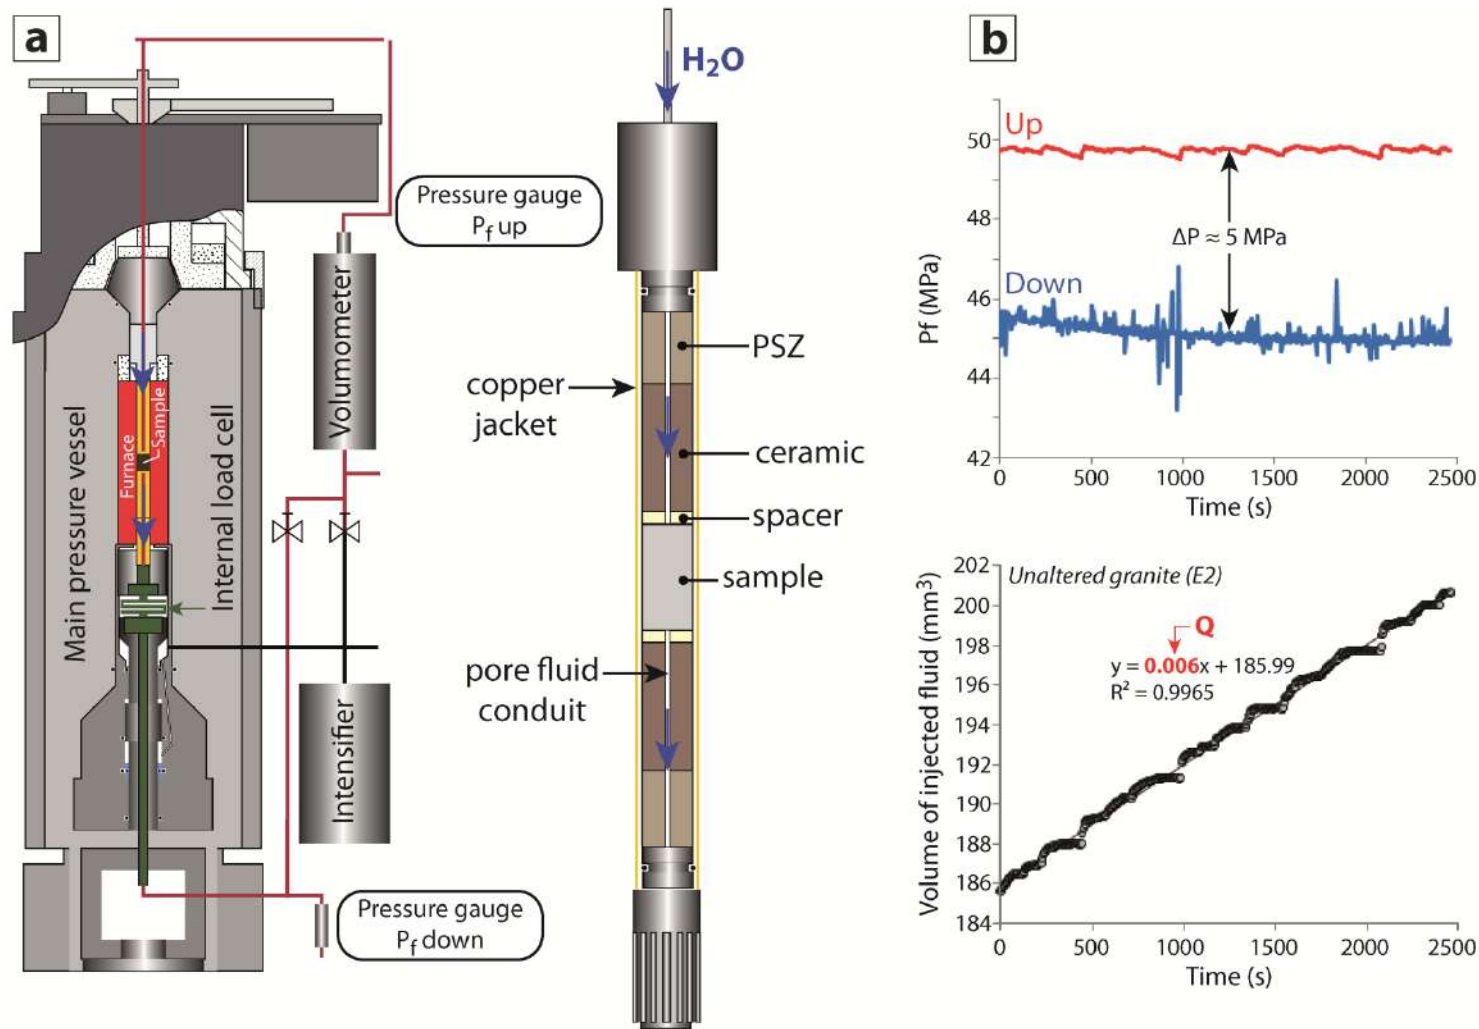 a
H₂O
Pressure gauge
Pf up
Volumometer
Main pressure vessel
Furnace
Sample
Internal load cell
Intensifier
Pressure gauge
Pf down
copper
jacket
PSZ
ceramic
spacer
sample
pore fluid
conduit
b
Up
Down
ΔP ≈ 5 MPa
Pf (MPa)
50
48
46
44
42
0 500 1000 1500 2000 2500
Time (s)
Unaltered granite (E2)
Q
y = 0.006x + 185.99
R² = 0.9965
Volume of injected fluid (mm³)
202
200
198
196
194
192
190
188
186
184
0 500 1000 1500 2000 2500
Time (s)